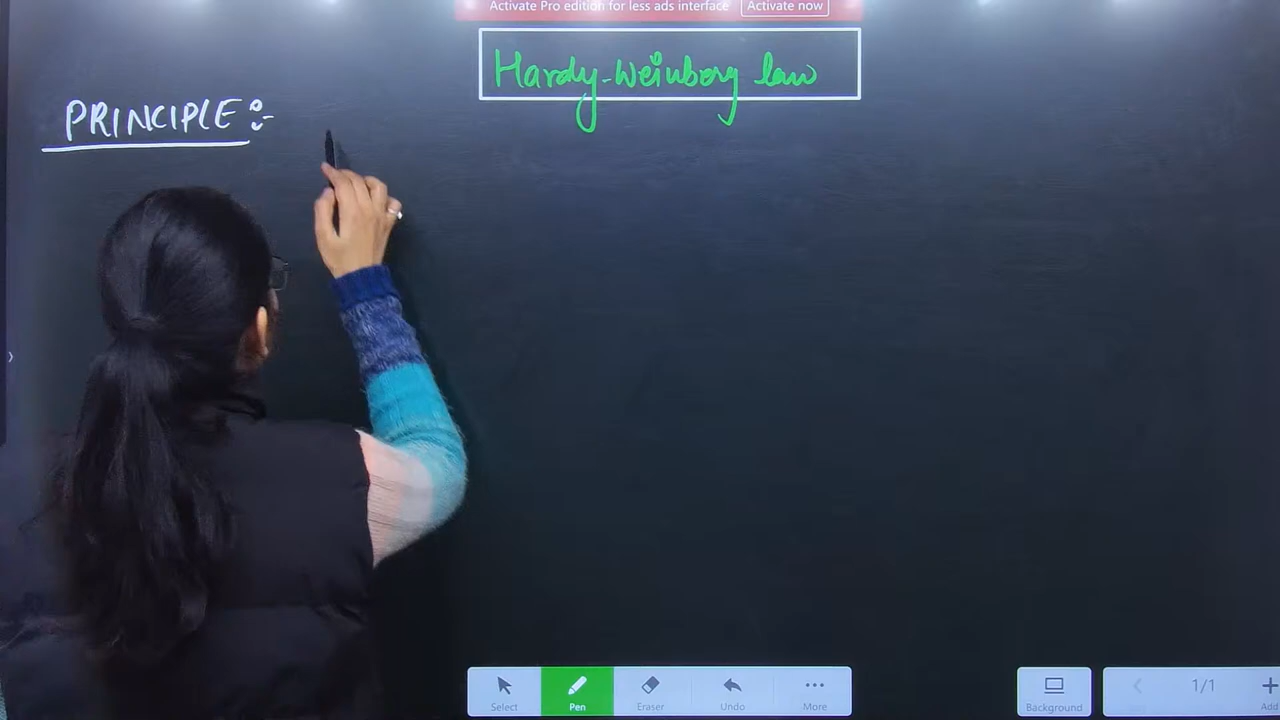 Activate Pro edition for less ads interface Activate now
Hardy-Weinberg law
PRINCIPLE :-
Select Pen Eraser Undo More
Background 1/1 Add